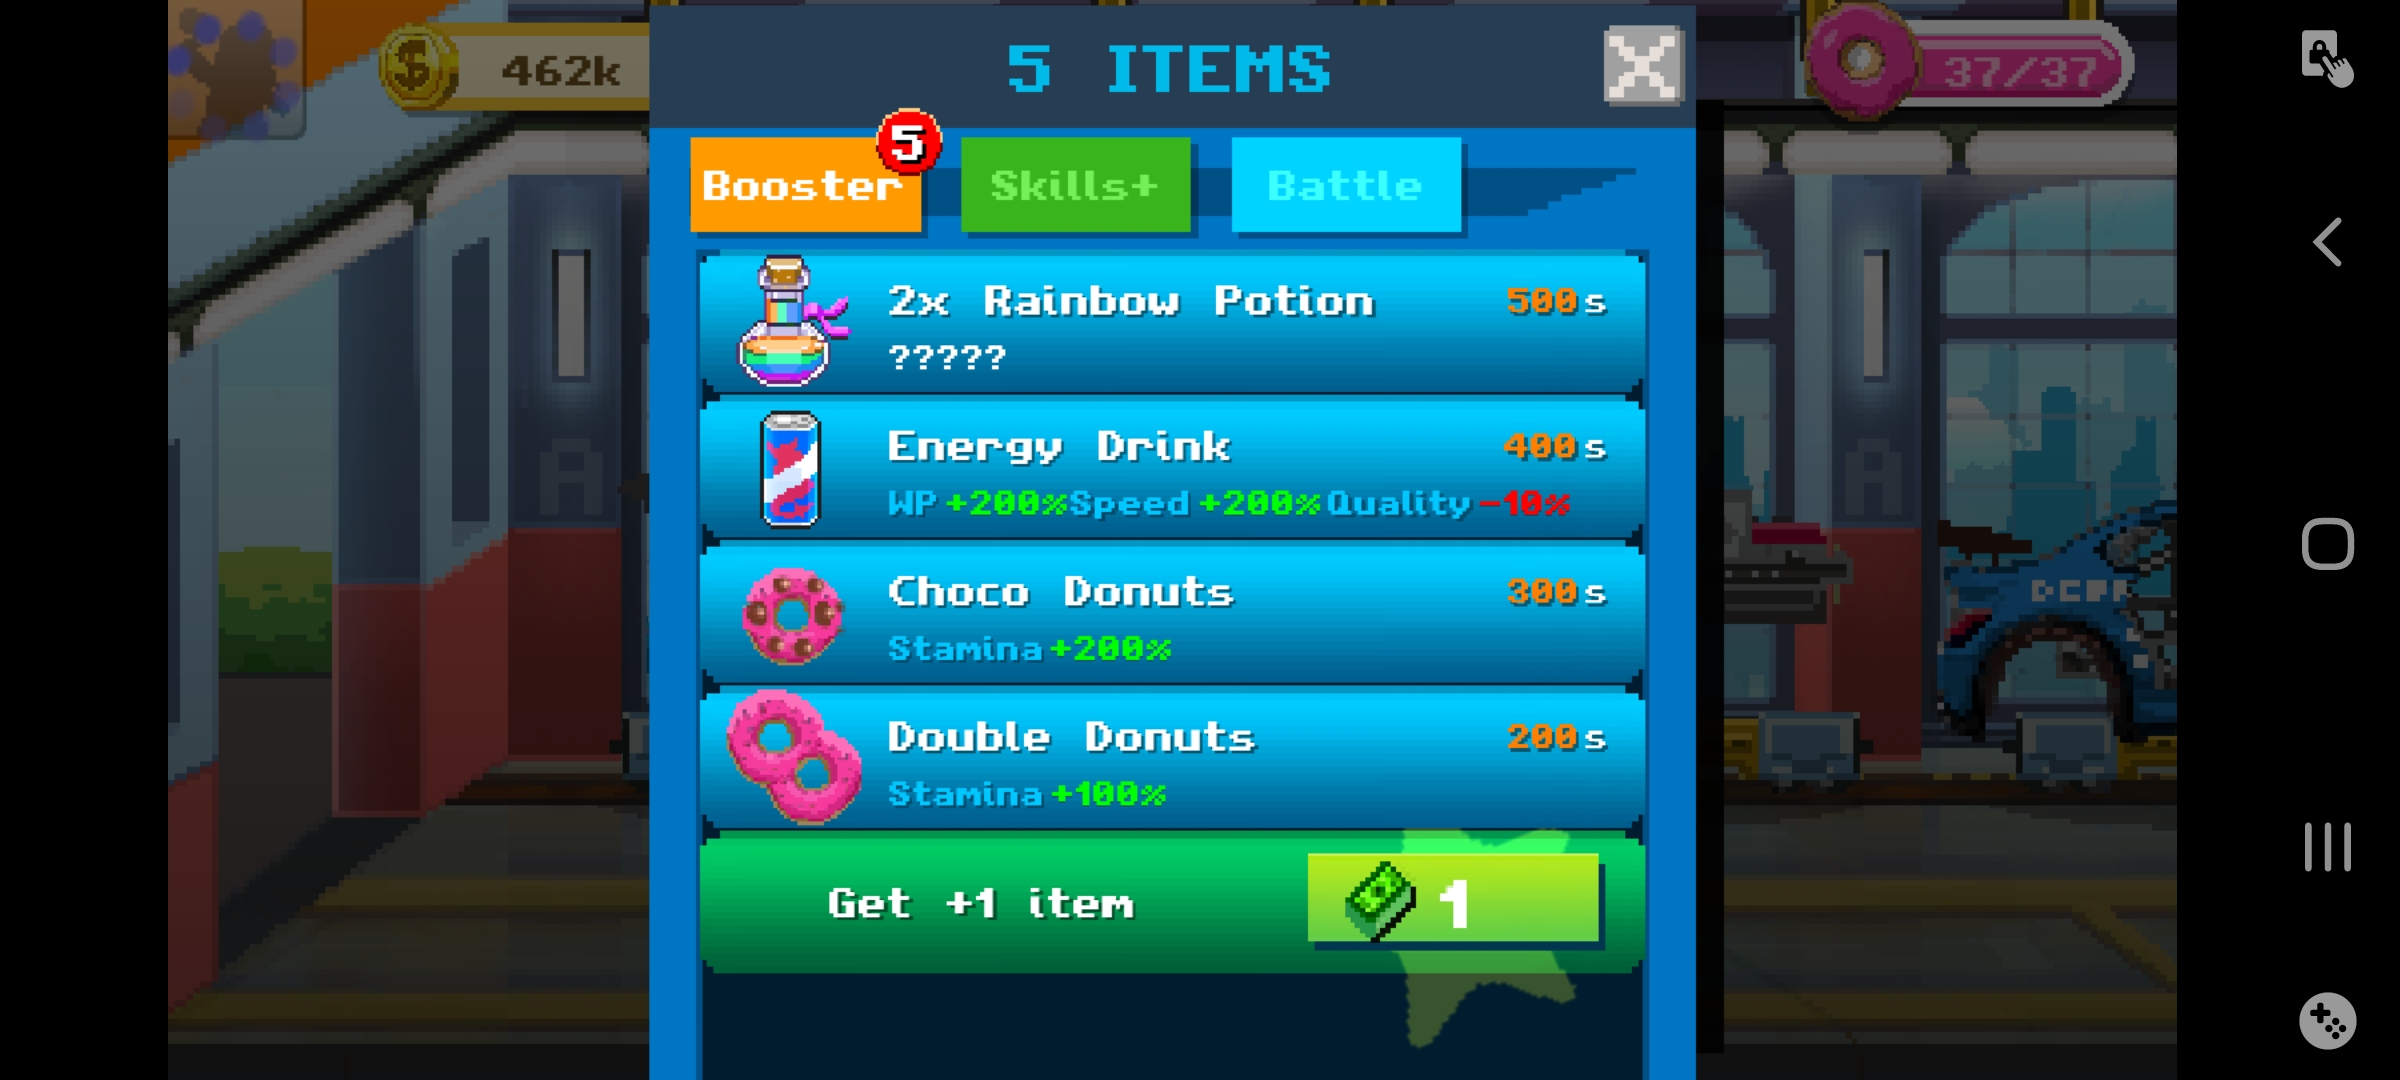 462k
5 ITEMS
37/37
5
Booster
Skills+
Battle
2x Rainbow Potion 500s
?????
Energy Drink 400s
WP +200% Speed +200% Quality -10%
Choco Donuts 300s
Stamina +200%
Double Donuts 200s
Stamina +100%
Get +1 item 1
A
A